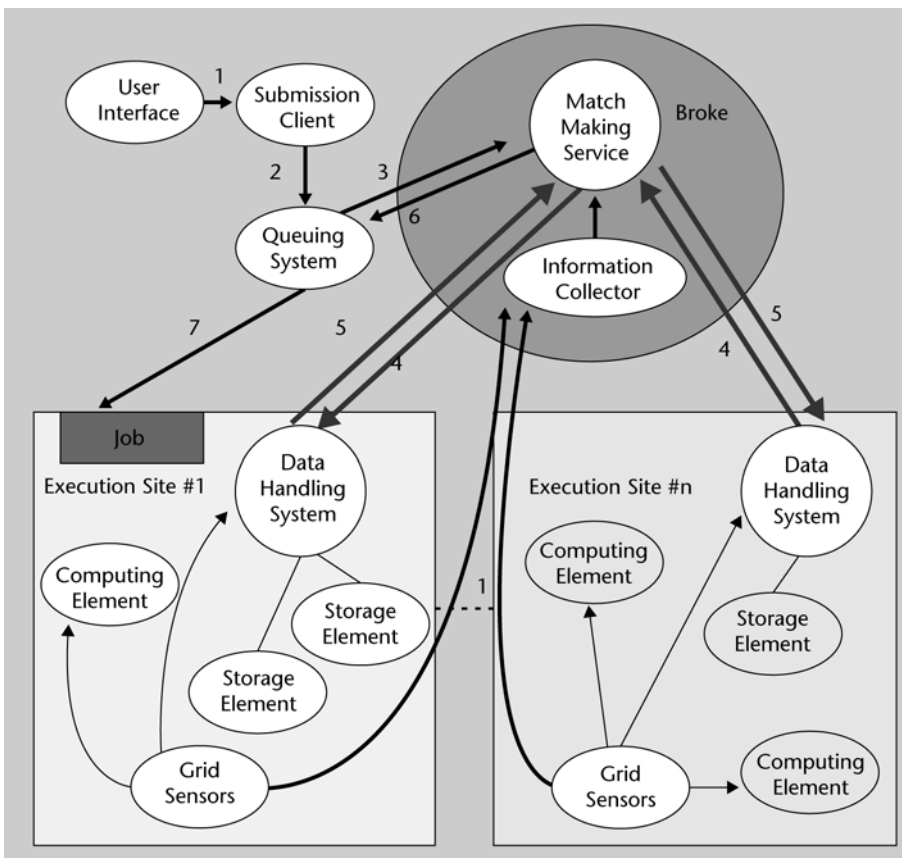 User
Interface
1
Submission
Client
2
3
Match
Making
Service
Broke
Queuing
System
6
Information
Collector
7
5
4
5
4
Job
Execution Site #1
Data
Handling
System
Computing
Element
Storage
Element
Storage
Element
Grid
Sensors
1
Execution Site #n
Data
Handling
System
Computing
Element
Storage
Element
Grid
Sensors
Computing
Element